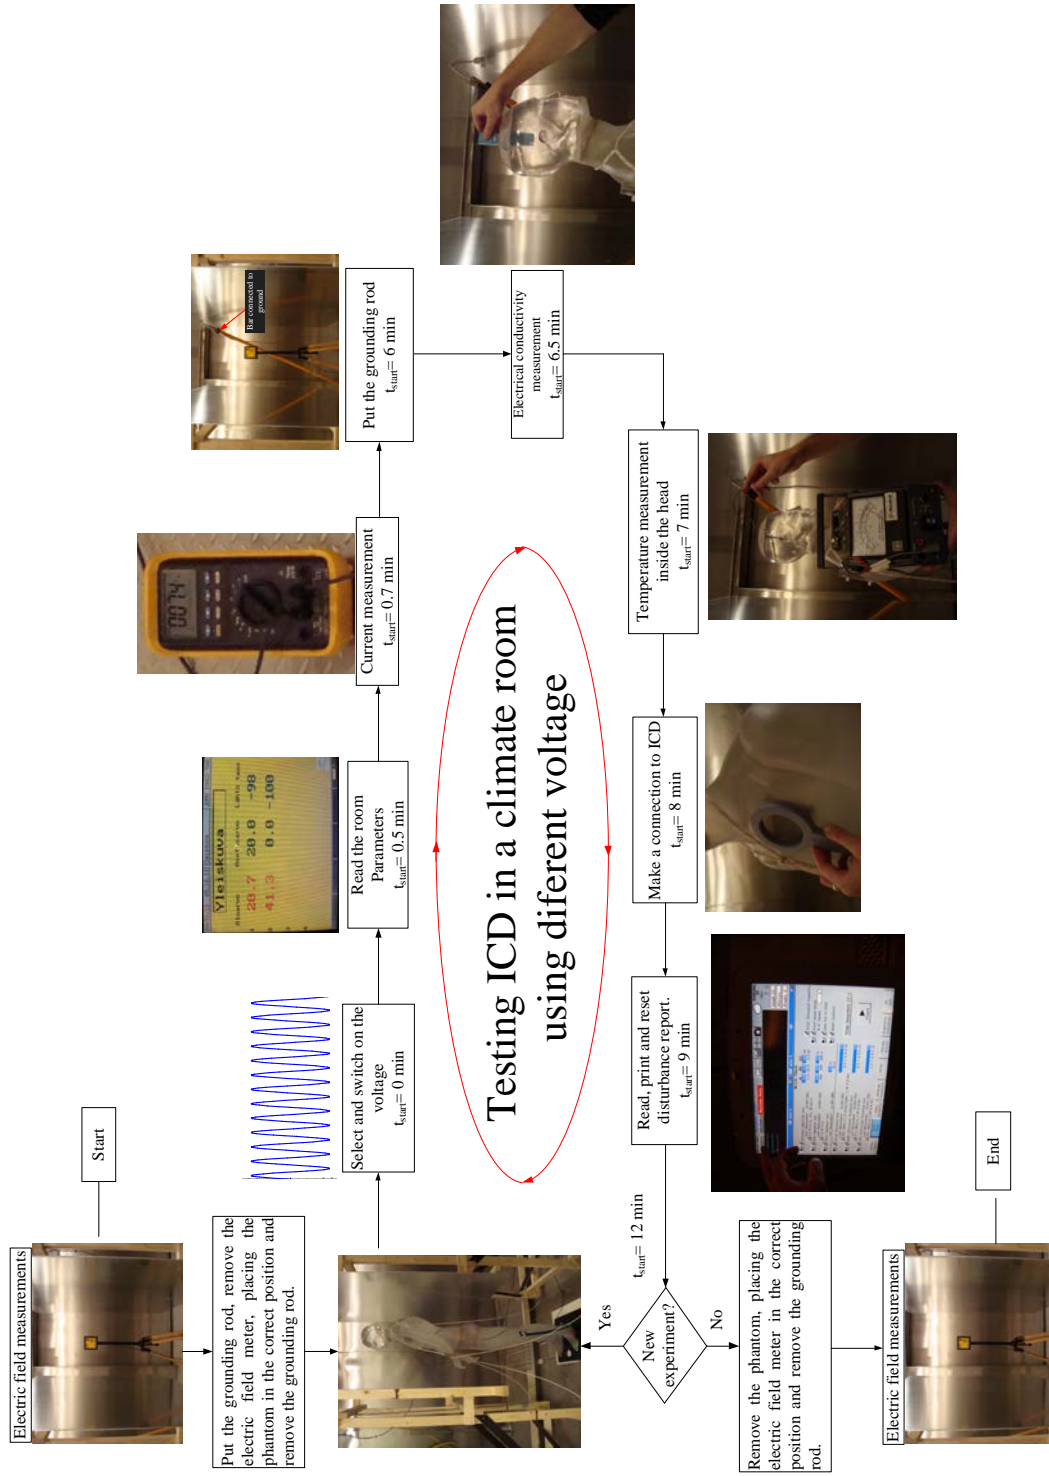 Electric field measurements
Start
Put the grounding rod, remove the
electric field meter, placing the
phantom in the correct position and
remove the grounding rod.
Select and switch on the
voltage
tstart= 0 min
Read the room
Parameters
tstart= 0.5 min
Yleiskuva
20.7 20.0 -98
41.3 0.0 -100
Current measurement
tstart= 0.7 min
0074
Put the grounding rod
tstart= 6 min
Bar connected to
ground
Electrical conductivity
measurement
tstart= 6.5 min
Temperature measurement
inside the head
tstart= 7 min
Make a connection to ICD
tstart= 8 min
Read, print and reset
disturbance report.
tstart= 9 min
tstart= 12 min
New
experiment?
Yes
No
Remove the phantom, placing the
electric field meter in the correct
position and remove the grounding
rod.
Electric field measurements
End
Testing ICD in a climate room
using diferent voltage